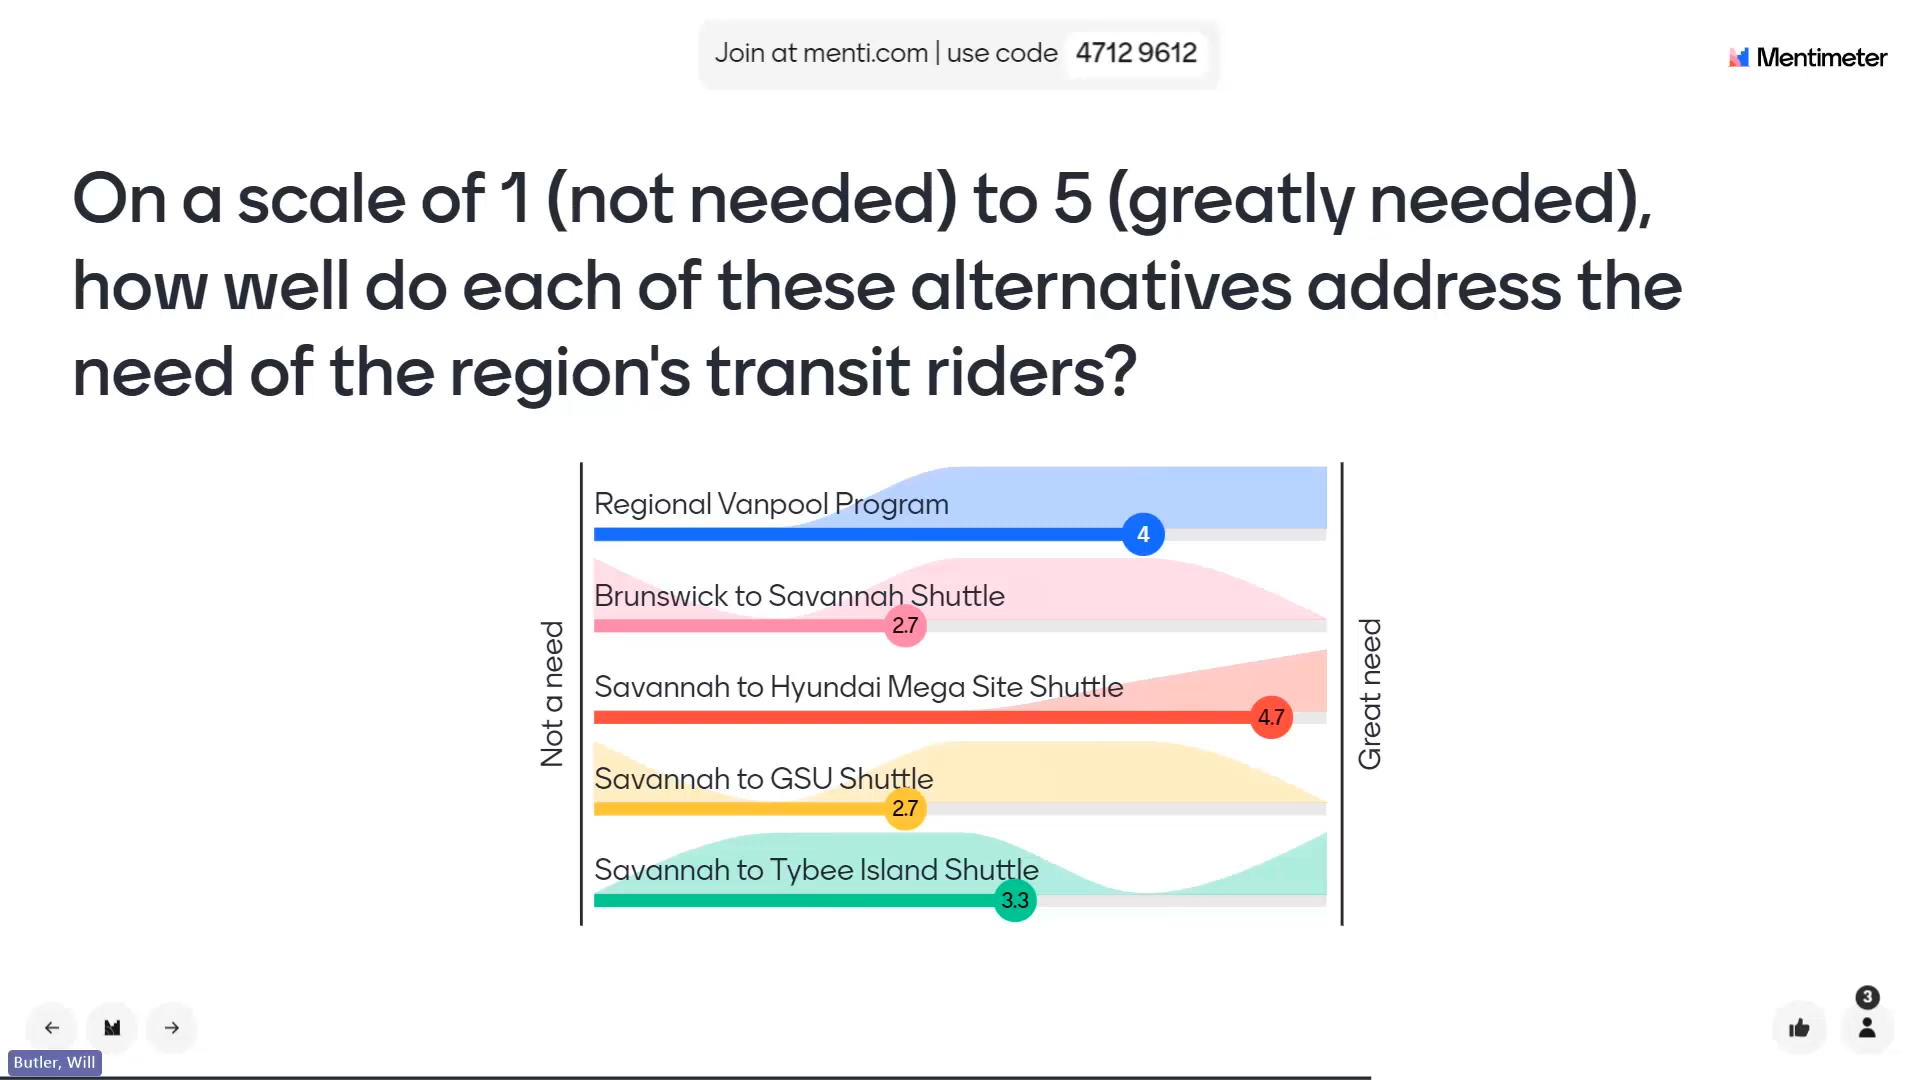 Join at menti.com | use code 4712 9612
Mentimeter
On a scale of 1 (not needed) to 5 (greatly needed),
how well do each of these alternatives address the
need of the region's transit riders?
Not a need
Regional Vanpool Program
4
Brunswick to Savannah Shuttle
2.7
Savannah to Hyundai Mega Site Shuttle
4.7
Savannah to GSU Shuttle
2.7
Savannah to Tybee Island Shuttle
3.3
Great need
3
Butler, Will